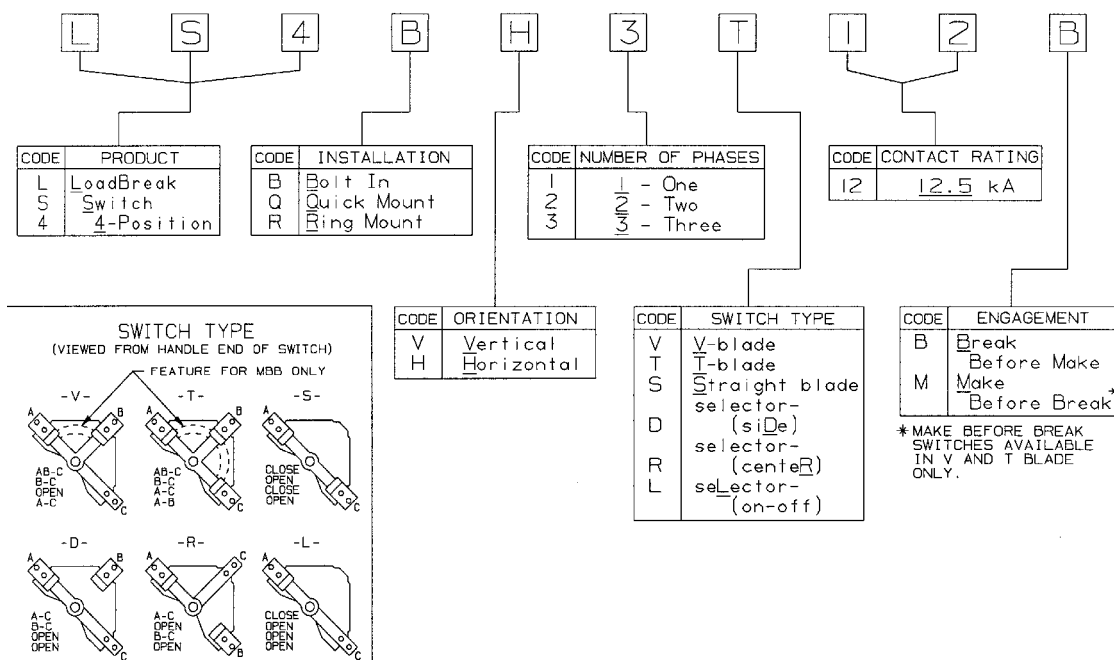 L S 4 B H 3 T 1 2 B
CODE PRODUCT
L LoadBreak
S Switch
4 4-Position
CODE INSTALLATION
B Bolt In
Q Quick Mount
R Ring Mount
CODE NUMBER OF PHASES
1 1 - One
2 2 - Two
3 3 - Three
CODE CONTACT RATING
12 12.5 kA
CODE ORIENTATION
V Vertical
H Horizontal
CODE SWITCH TYPE
V V-blade
T T-blade
S Straight blade
selector-
D (siDe)
selector-
R (centeR)
L seLector-
(on-off)
CODE ENGAGEMENT
B Break
Before Make
M Make
Before Break*
* MAKE BEFORE BREAK
SWITCHES AVAILABLE
IN V AND T BLADE
ONLY.
SWITCH TYPE
(VIEWED FROM HANDLE END OF SWITCH)
FEATURE FOR MBB ONLY
-V-
A B
AB-C
B-C
OPEN
A-C
C
-T-
A B
AB-C
B-C
A-C
A-B
C
-S-
A
CLOSE
OPEN
CLOSE
OPEN
C
-D-
A B
A-C
B-C
OPEN
OPEN
C
-R-
A C
A-C
OPEN
B-C
OPEN
B
-L-
A
CLOSE
OPEN
OPEN
OPEN
C